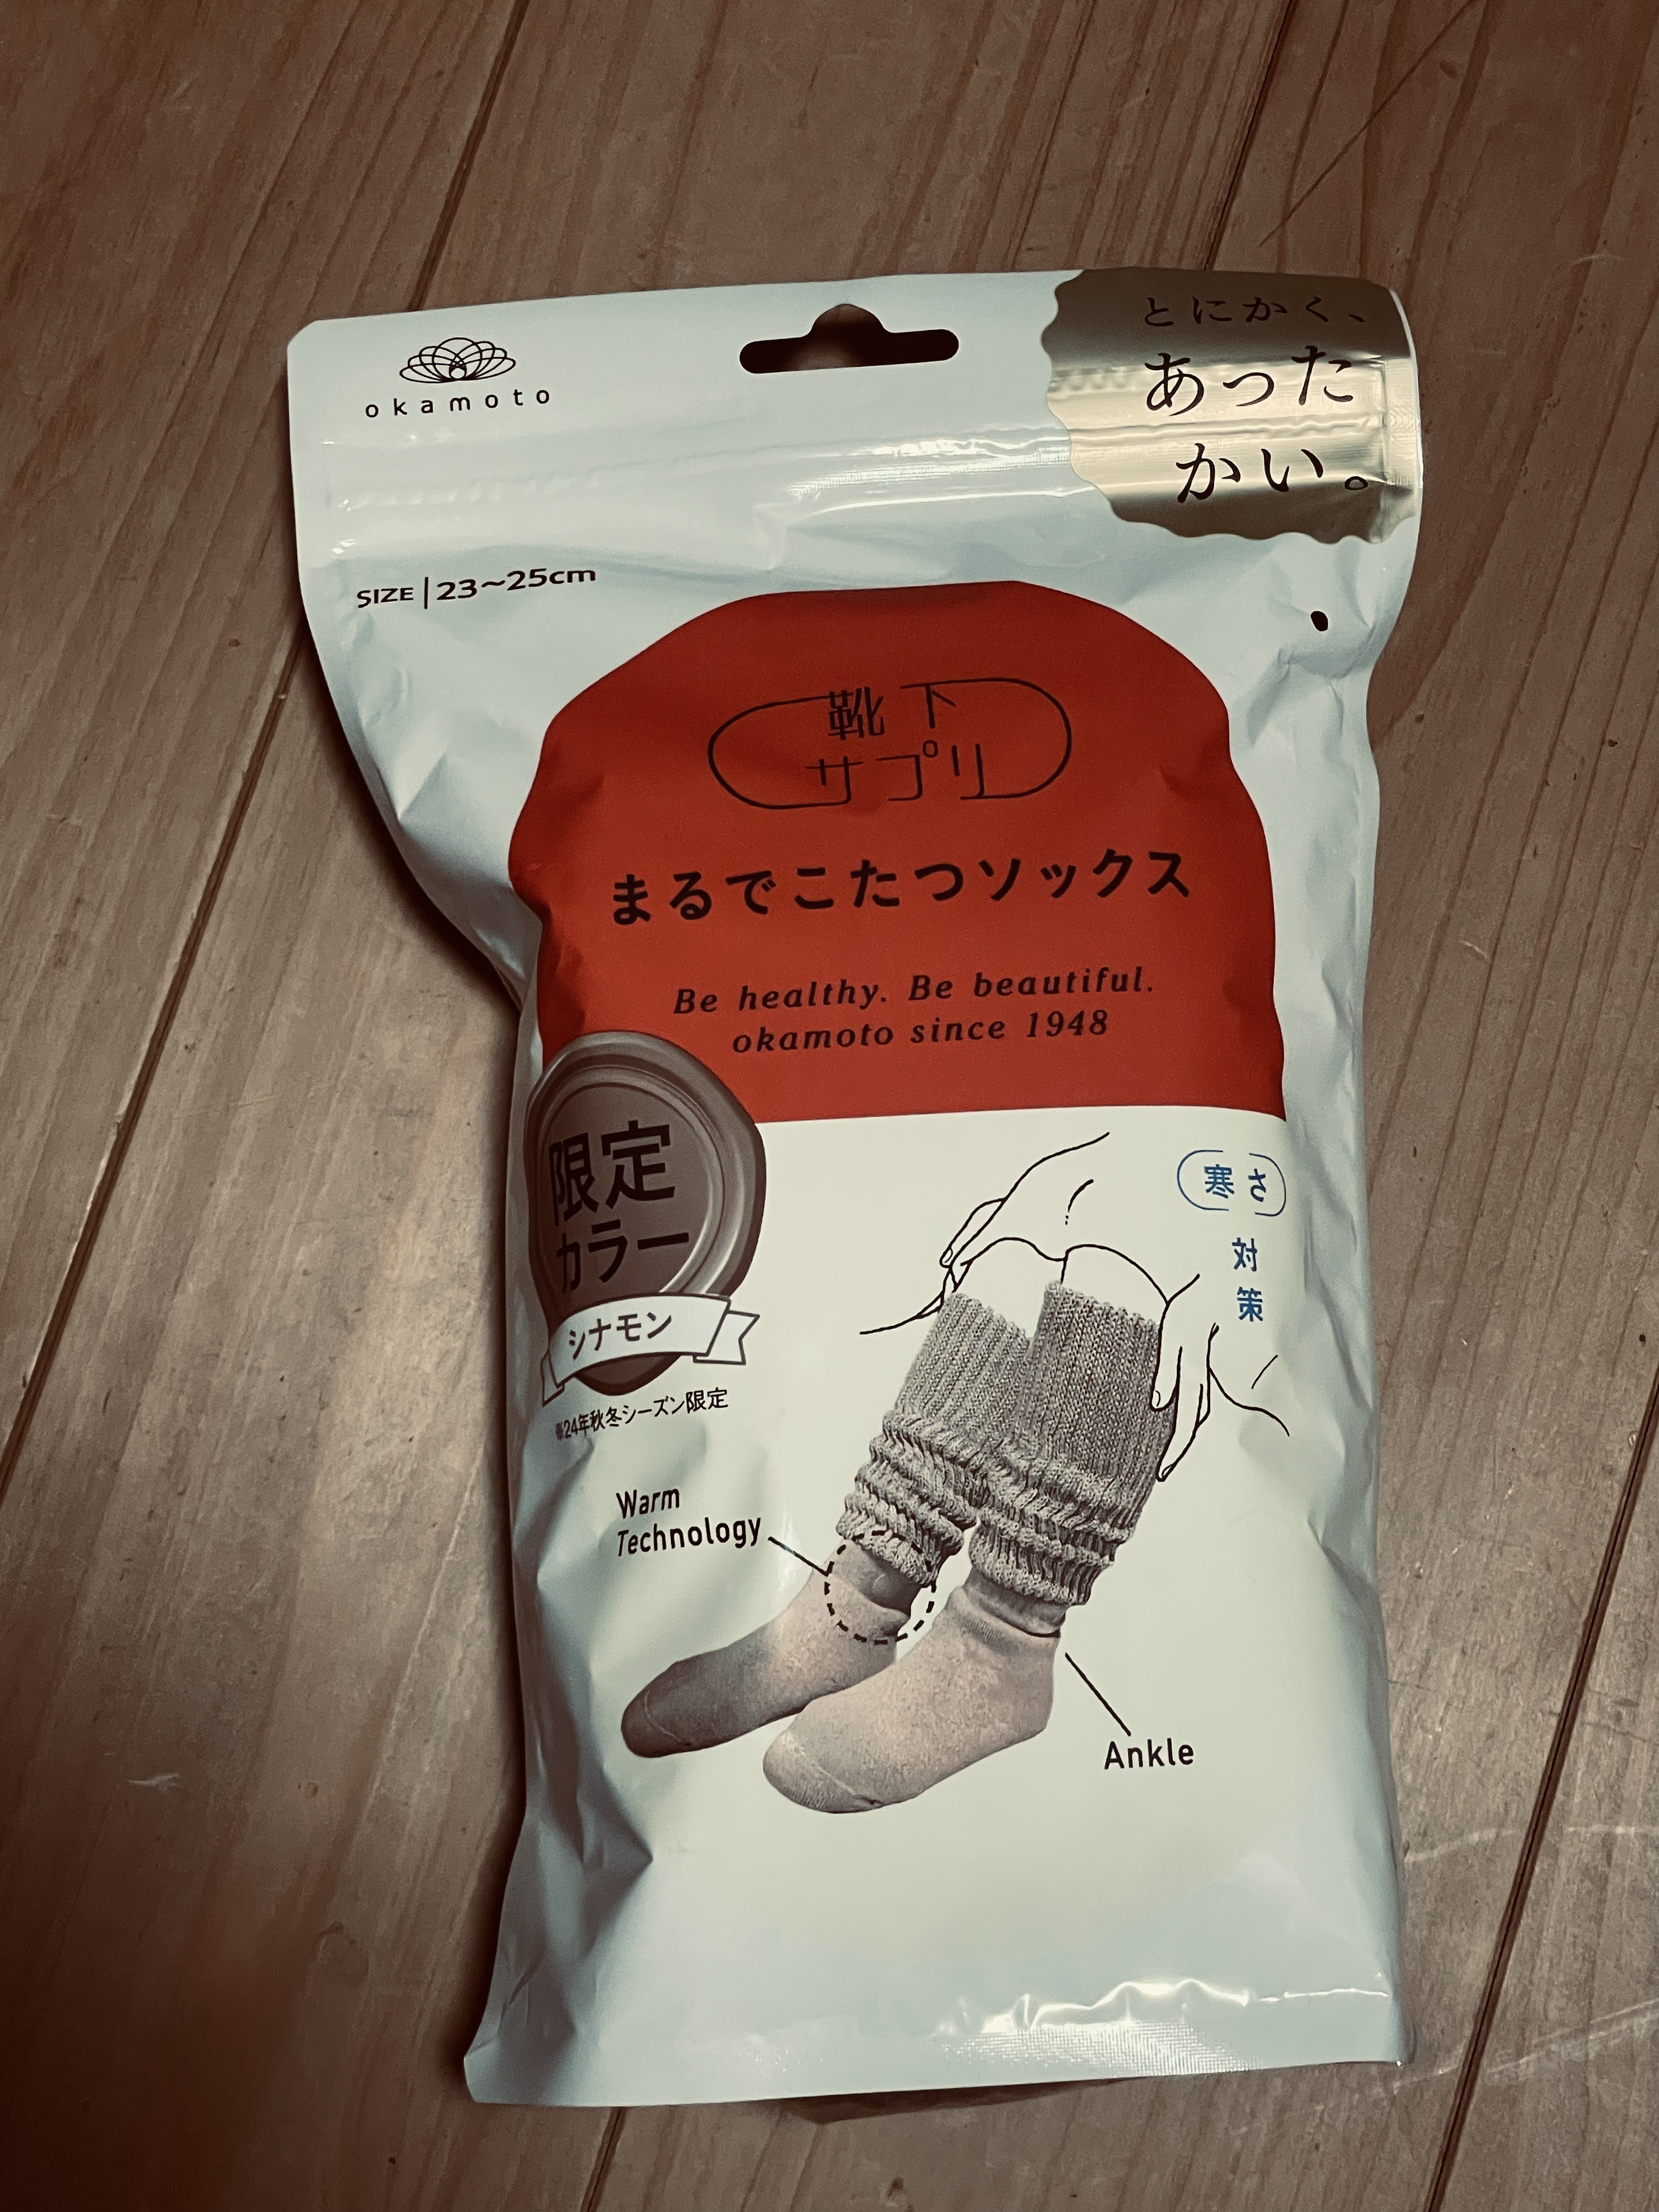 okamoto
とにかく、
あった
かい。
SIZE | 23～25cm
靴下
サプリ
まるでこたつソックス
Be healthy. Be beautiful.
okamoto since 1948
限定
カラー
シナモン
※24年秋冬シーズン限定
寒さ
対
策
Warm
Technology
Ankle